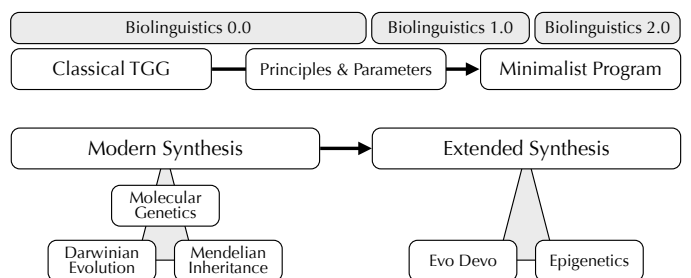 Biolinguistics 0.0
Biolinguistics 1.0
Biolinguistics 2.0
Classical TGG
Principles & Parameters
Minimalist Program
Modern Synthesis
Extended Synthesis
Molecular
Genetics
Darwinian
Evolution
Mendelian
Inheritance
Evo Devo
Epigenetics